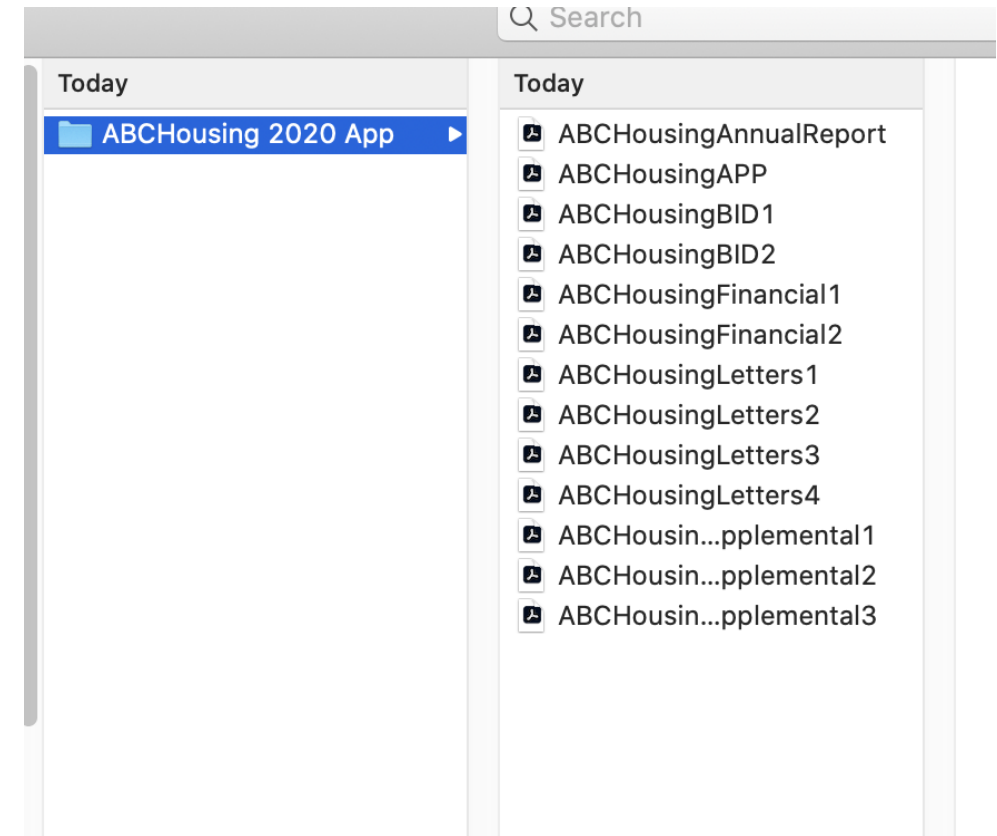 Search
Today
ABCHousing 2020 App
Today
ABCHousingAnnualReport
ABCHousingAPP
ABCHousingBID1
ABCHousingBID2
ABCHousingFinancial1
ABCHousingFinancial2
ABCHousingLetters1
ABCHousingLetters2
ABCHousingLetters3
ABCHousingLetters4
ABCHousin...pplemental1
ABCHousin...pplemental2
ABCHousin...pplemental3